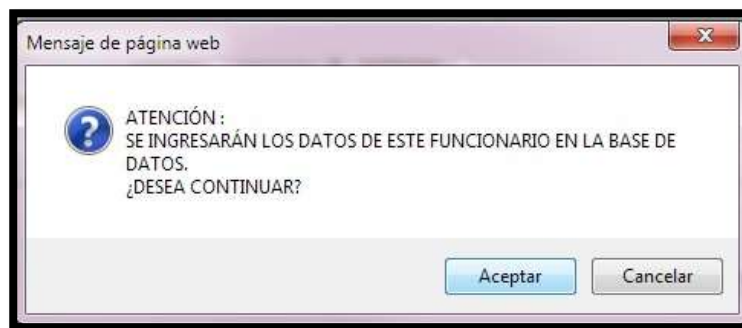 Mensaje de página web
ATENCIÓN :
SE INGRESARÁN LOS DATOS DE ESTE FUNCIONARIO EN LA BASE DE
DATOS.
¿DESEA CONTINUAR?
Aceptar
Cancelar